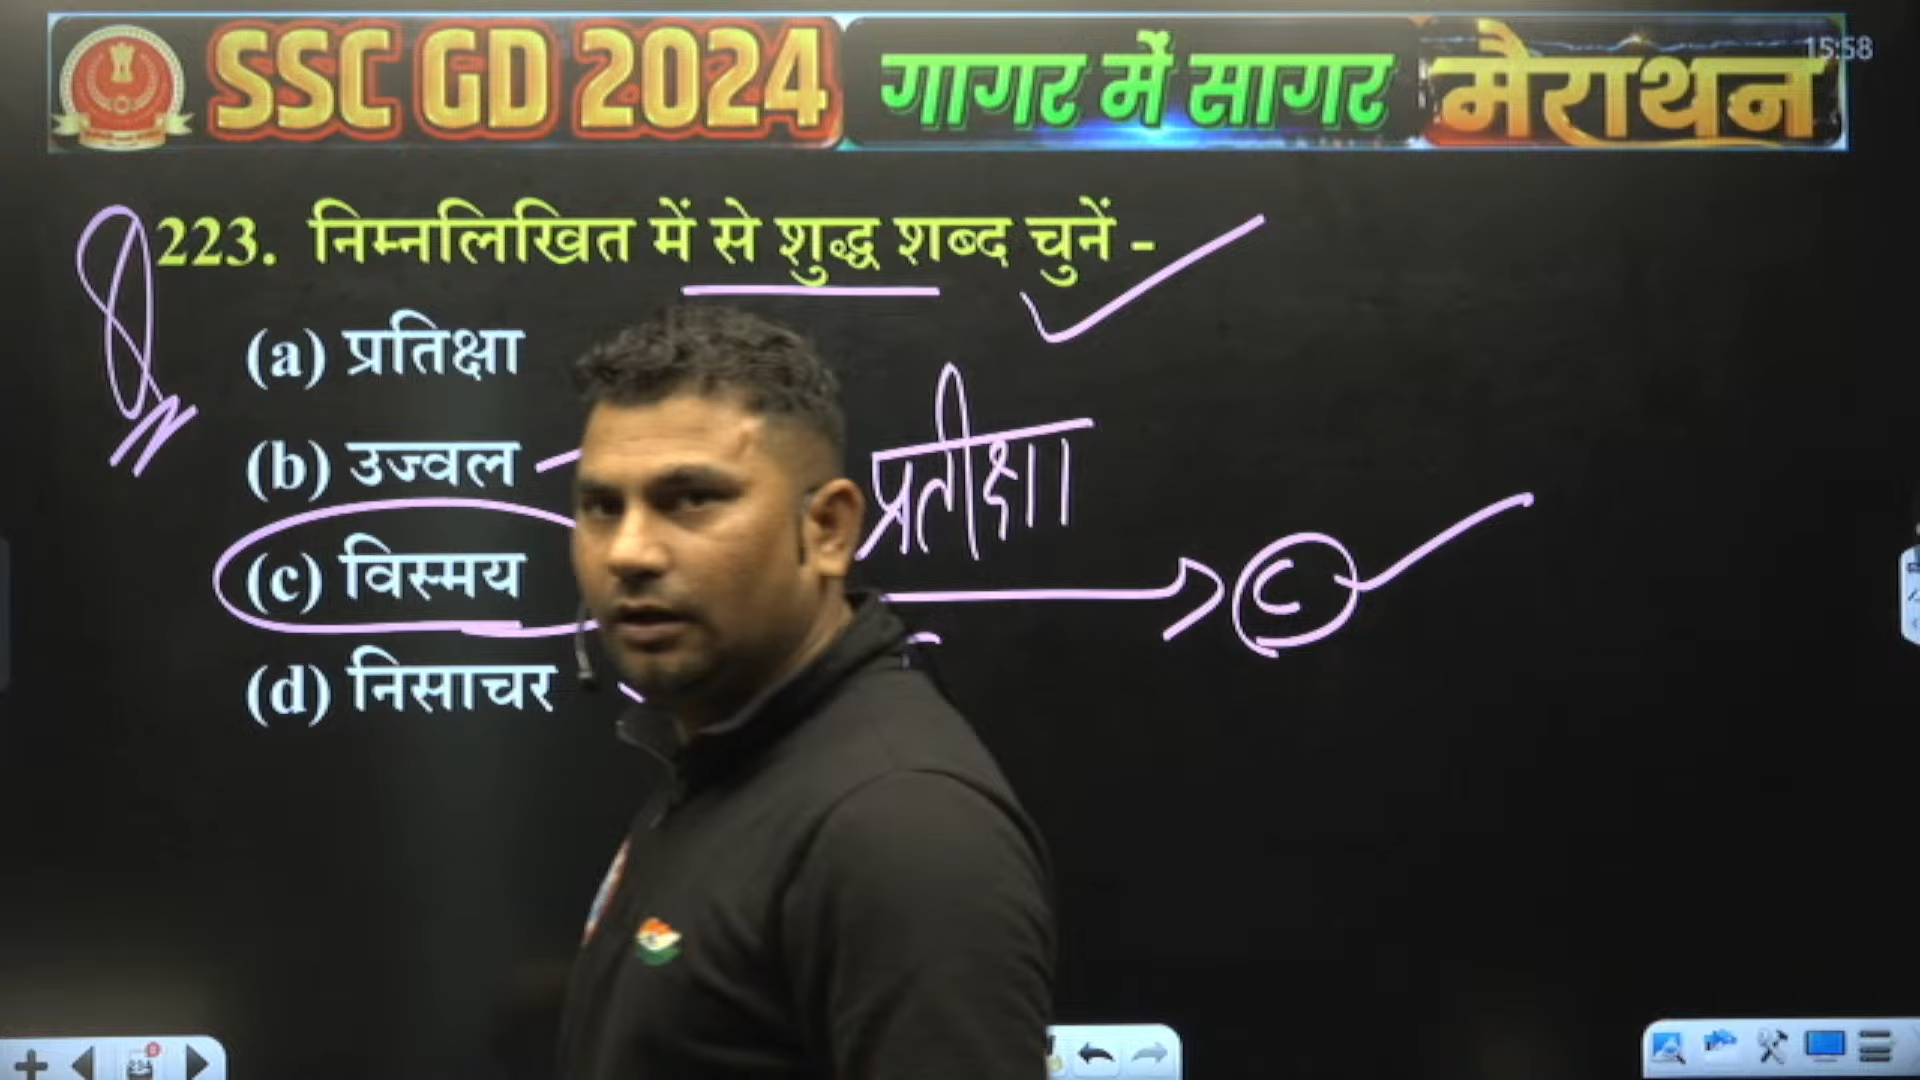 SSC GD 2024 गागर में सागर मैराथन
15:58
223. निम्नलिखित में से शुद्ध शब्द चुनें -
(a) प्रतिक्षा
(b) उज्वल
प्रतीक्षा
(c) विस्मय
C
(d) निसाचर